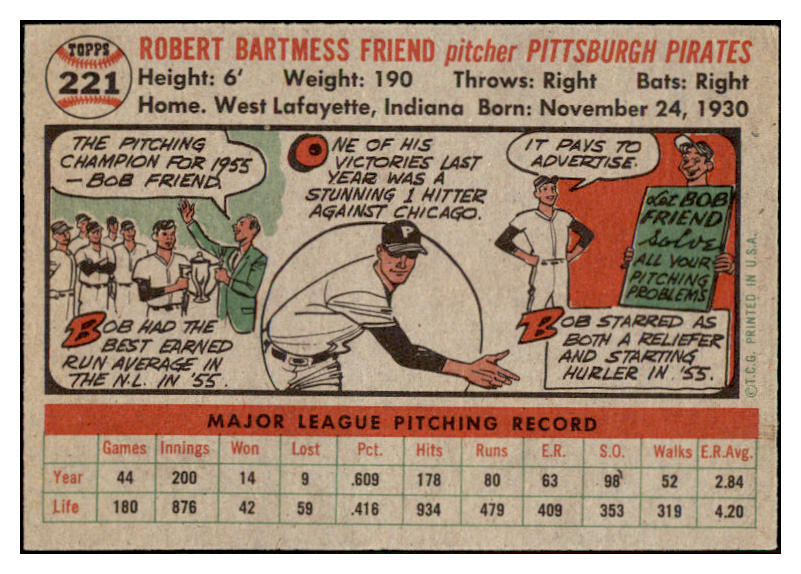 TOPPS
221
ROBERT BARTMESS FRIEND pitcher PITTSBURGH PIRATES
Height: 6' Weight: 190 Throws: Right Bats: Right
Home. West Lafayette, Indiana Born: November 24, 1930
THE PITCHING
CHAMPION FOR 1955
— BOB FRIEND.
BOB HAD THE
BEST EARNED
RUN AVERAGE IN
THE N.L. IN '55.
ONE OF HIS
VICTORIES LAST
YEAR WAS A
STUNNING 1 HITTER
AGAINST CHICAGO.
P
IT PAYS TO
ADVERTISE.
Let BOB
FRIEND
Solve
ALL YOUR
PITCHING
PROBLEMS
BOB STARRED AS
BOTH A RELIEFER
AND STARTING
HURLER IN '55.
©T.C.G. PRINTED IN U.S.A.
MAJOR LEAGUE PITCHING RECORD
Games Innings Won Lost Pct. Hits Runs E.R. S.O. Walks E.R.Avg.
Year 44 200 14 9 .609 178 80 63 98 52 2.84
Life 180 876 42 59 .416 934 479 409 353 319 4.20